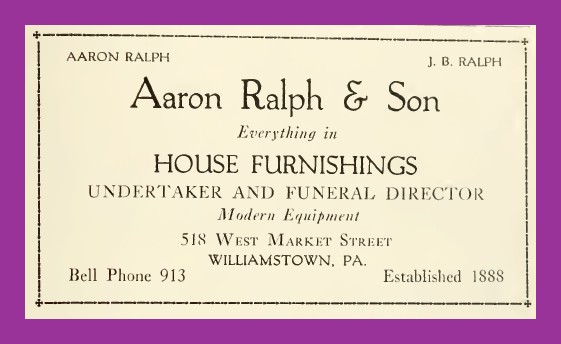 AARON RALPH J. B. RALPH
Aaron Ralph & Son
Everything in
HOUSE FURNISHINGS
UNDERTAKER AND FUNERAL DIRECTOR
Modern Equipment
518 WEST MARKET STREET
WILLIAMSTOWN, PA.
Bell Phone 913 Established 1888